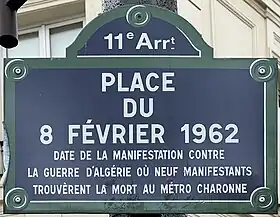 11e Arrt
PLACE
DU
8 FÉVRIER 1962
DATE DE LA MANIFESTATION CONTRE
LA GUERRE D'ALGÉRIE OÙ NEUF MANIFESTANTS
TROUVÈRENT LA MORT AU MÉTRO CHARONNE